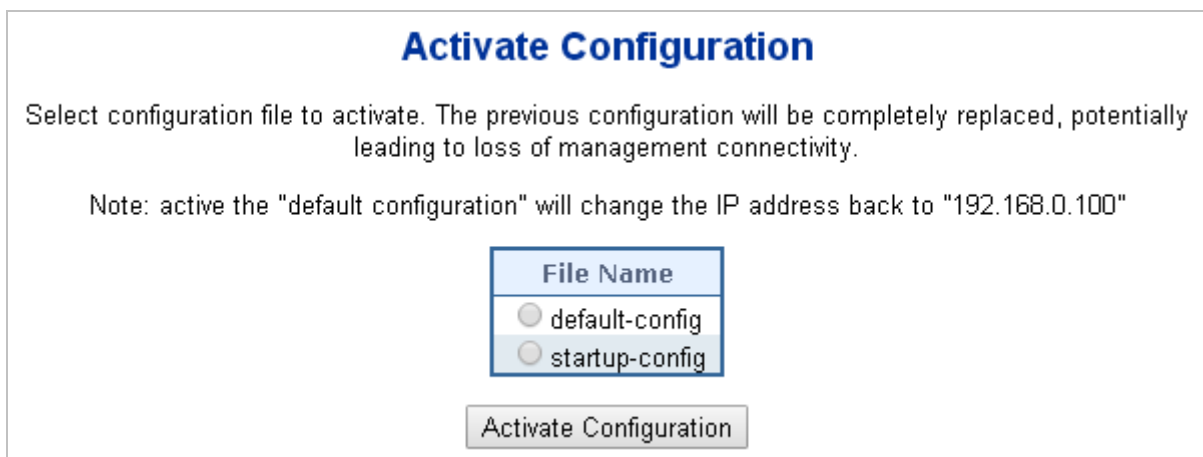 Activate Configuration
Select configuration file to activate. The previous configuration will be completely replaced, potentially
leading to loss of management connectivity.
Note: active the "default configuration" will change the IP address back to "192.168.0.100"
File Name
default-config
startup-config
Activate Configuration